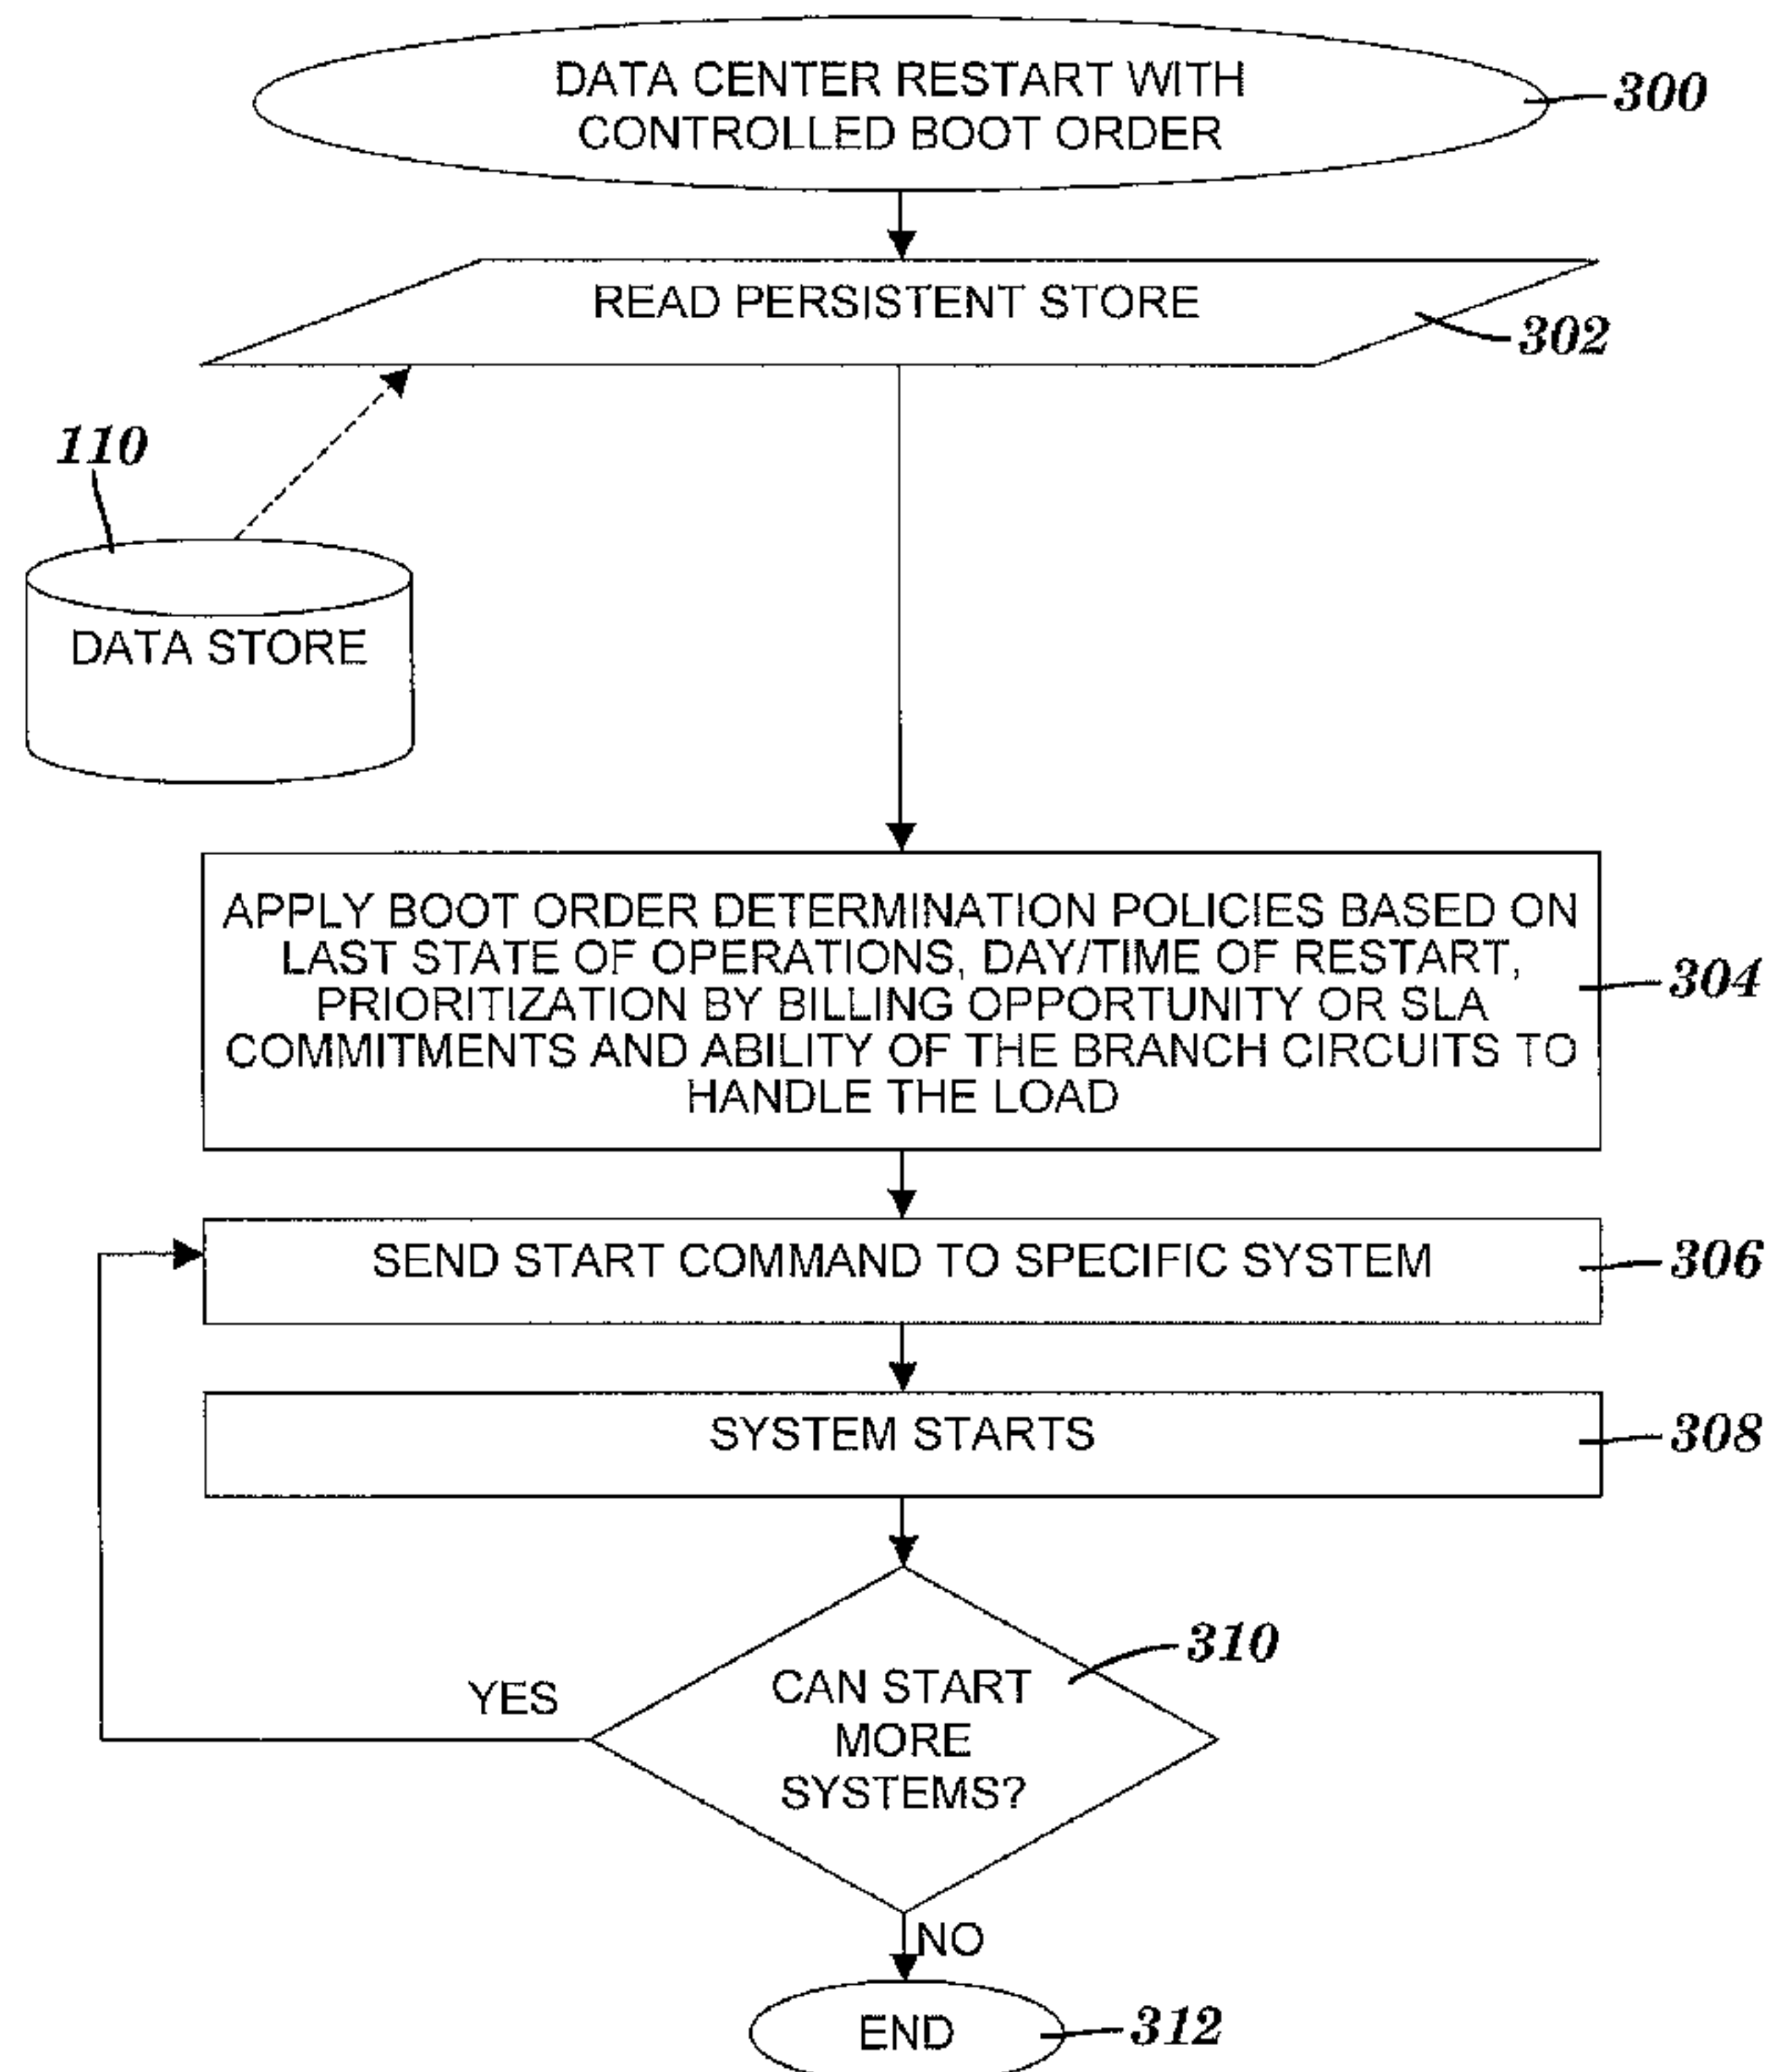 DATA CENTER RESTART WITH
CONTROLLED BOOT ORDER
300
READ PERSISTENT STORE
302
110
DATA STORE
APPLY BOOT ORDER DETERMINATION POLICIES BASED ON
LAST STATE OF OPERATIONS, DAY/TIME OF RESTART,
PRIORITIZATION BY BILLING OPPORTUNITY OR SLA
COMMITMENTS AND ABILITY OF THE BRANCH CIRCUITS TO
HANDLE THE LOAD
304
SEND START COMMAND TO SPECIFIC SYSTEM
306
SYSTEM STARTS
308
310
YES
CAN START
MORE
SYSTEMS?
NO
END
312